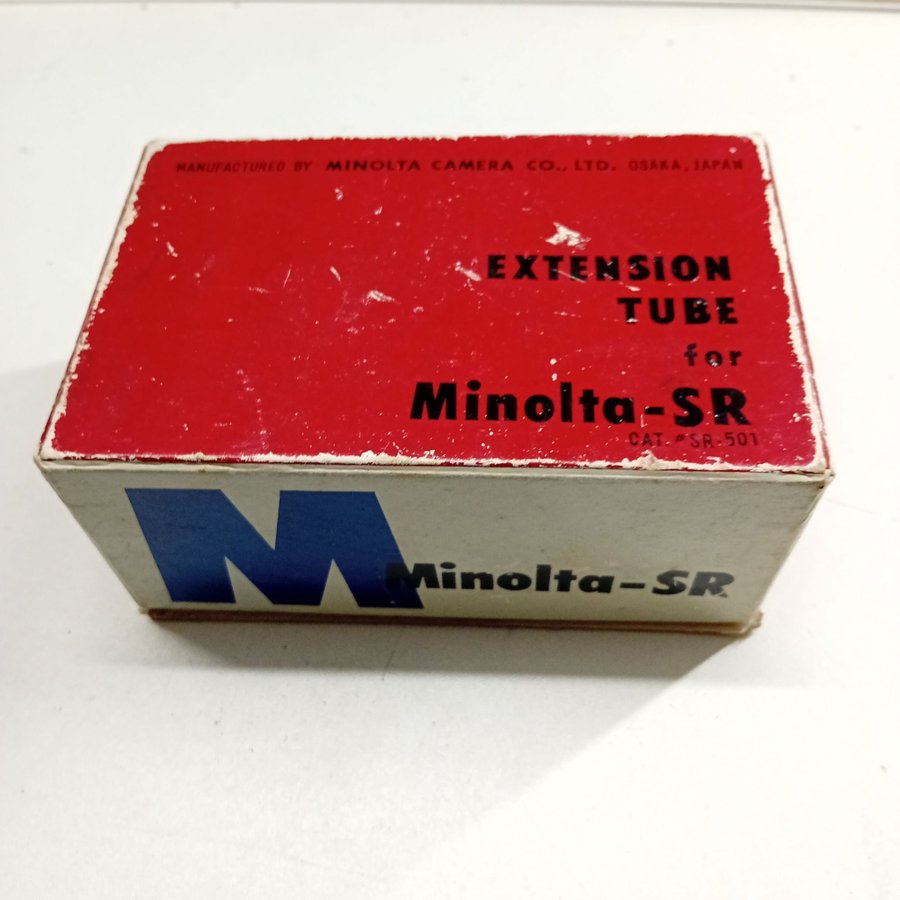 MANUFACTURED BY MINOLTA CAMERA CO., LTD. OSAKA, JAPAN
EXTENSION
TUBE
for
Minolta-SR
CAT. # SR-501
M
Minolta-SR